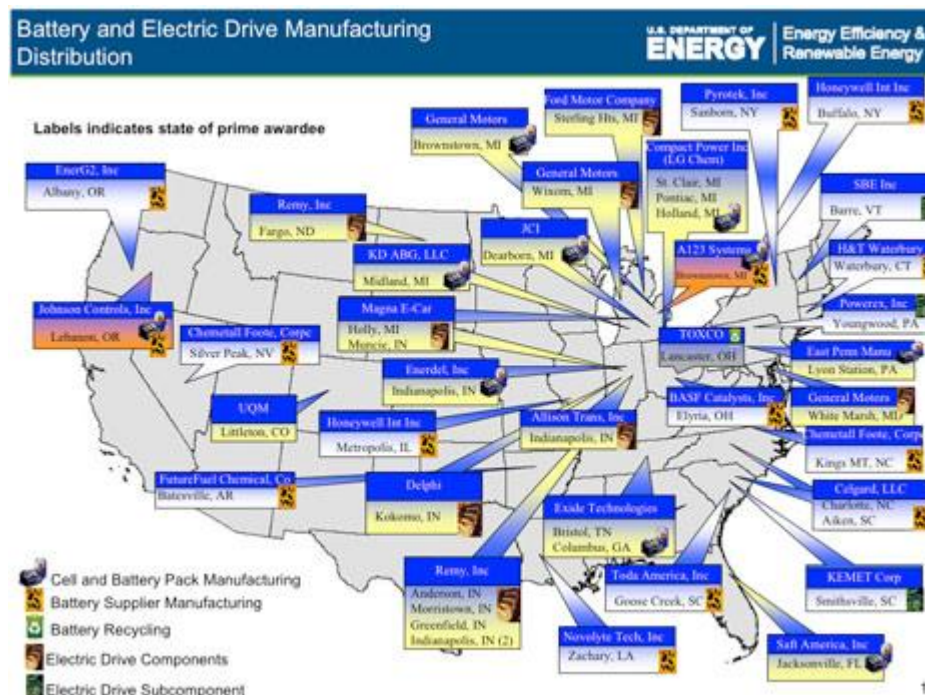 Battery and Electric Drive Manufacturing
Distribution
U.S. DEPARTMENT OF
ENERGY
Energy Efficiency &
Renewable Energy
Labels indicates state of prime awardee
EnerG2, Inc
Albany, OR
Remy, Inc
Fargo, ND
General Motors
Brownstown, MI
Ford Motor Company
Sterling Hts, MI
Pyrotek, Inc
Sanborn, NY
Honeywell Int Inc
Buffalo, NY
General Motors
Wixom, MI
Compact Power Inc
(LG Chem)
St. Clair, MI
Pontiac, MI
Holland, MI
SBE Inc
Barre, VT
KD ABG, LLC
Midland, MI
JCI
Dearborn, MI
A123 Systems
Brownstown, MI
H&T Waterbury
Waterbury, CT
Johnson Controls, Inc
Lebanon, OR
Chemetall Foote, Corpc
Silver Peak, NV
Magna E-Car
Holly, MI
Muncie, IN
TOXCO
Lancaster, OH
Powerex, Inc
Youngwood, PA
East Penn Manu
Lyon Station, PA
Enerdel, Inc
Indianapolis, IN
UQM
Littleton, CO
Honeywell Int Inc
Metropolis, IL
Allison Trans, Inc
Indianapolis, IN
BASF Catalysts, Inc
Elyria, OH
General Motors
White Marsh, MD
Chemetall Foote, Corpc
Kings MT, NC
FutureFuel Chemical, Co
Batesville, AR
Delphi
Kokomo, IN
Exide Technologies
Bristol, TN
Columbus, GA
Celgard, LLC
Charlotte, NC
Aiken, SC
Remy, Inc
Anderson, IN
Morristown, IN
Greenfield, IN
Indianapolis, IN (2)
Toda America, Inc
Goose Creek, SC
KEMET Corp
Smithsville, SC
Novolyte Tech, Inc
Zachary, LA
Saft America, Inc
Jacksonville, FL
Cell and Battery Pack Manufacturing
Battery Supplier Manufacturing
Battery Recycling
Electric Drive Components
Electric Drive Subcomponent
1